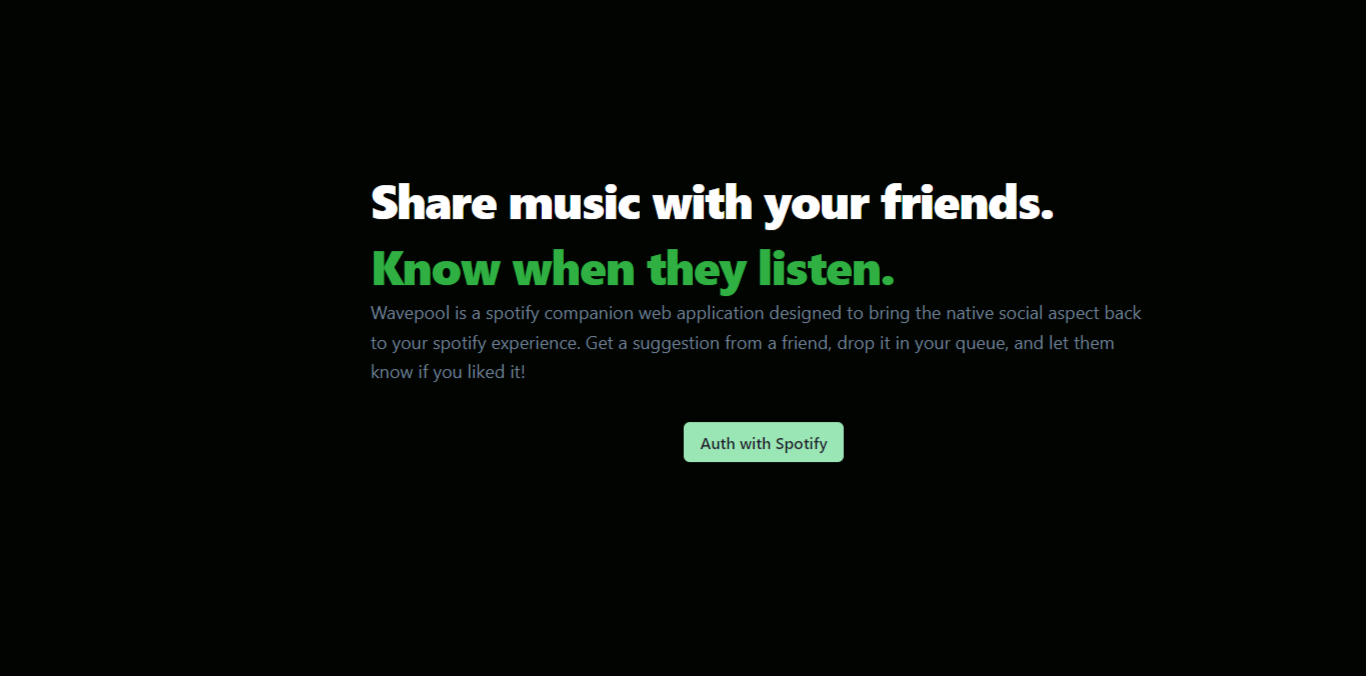 Share music with your friends.
Know when they listen.
Wavepool is a spotify companion web application designed to bring the native social aspect back
to your spotify experience. Get a suggestion from a friend, drop it in your queue, and let them
know if you liked it!
Auth with Spotify